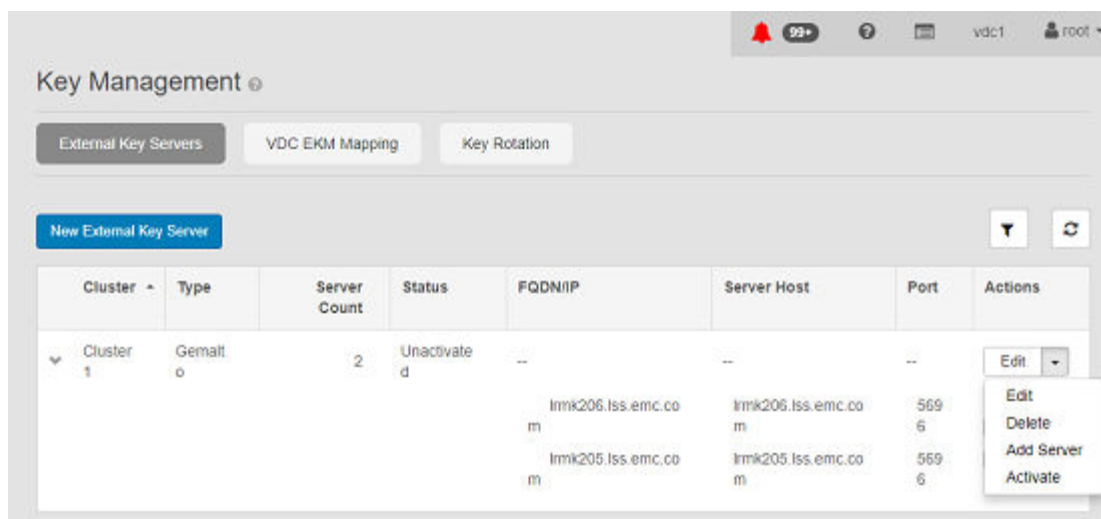 99+ vdc1 root
Key Management
External Key Servers VDC EKM Mapping Key Rotation
New External Key Server
Cluster Type Server Status FQDN/IP Server Host Port Actions
Count
Cluster Gemalt 2 Unactivate -- -- -- Edit
1 o d
lrmk206.lss.emc.co lrmk206.lss.emc.co 569 Edit
m m 6 Delete
lrmk205.lss.emc.co lrmk205.lss.emc.co 569 Add Server
m m 6 Activate